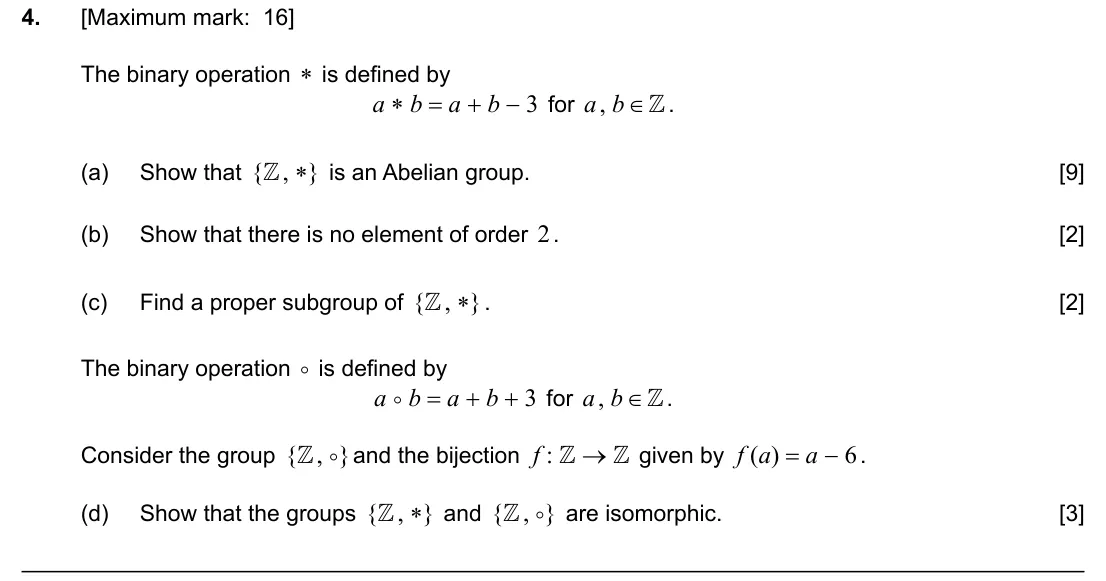 4. [Maximum mark: 16]
The binary operation ∗ is defined by
a ∗ b = a + b − 3 for a, b ∈ ℤ.
(a) Show that {ℤ, ∗} is an Abelian group. [9]
(b) Show that there is no element of order 2. [2]
(c) Find a proper subgroup of {ℤ, ∗}. [2]
The binary operation ∘ is defined by
a ∘ b = a + b + 3 for a, b ∈ ℤ.
Consider the group {ℤ, ∘} and the bijection f : ℤ → ℤ given by f(a) = a − 6.
(d) Show that the groups {ℤ, ∗} and {ℤ, ∘} are isomorphic. [3]